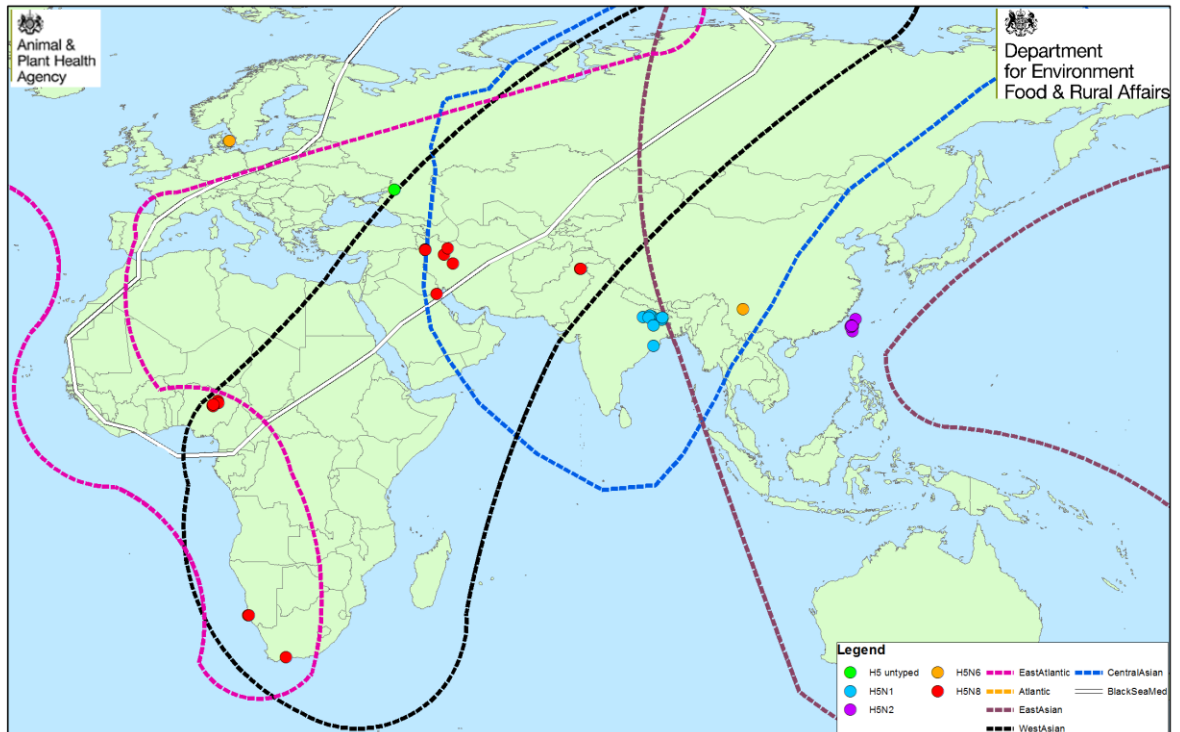 Animal &
Plant Health
Agency
Department
for Environment
Food & Rural Affairs
Legend
H5 untyped
H5N1
H5N2
H5N6
H5N8
EastAtlantic
Atlantic
EastAsian
WestAsian
CentralAsian
BlackSeaMed